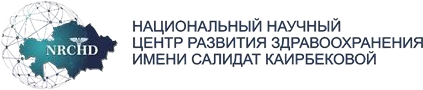 NRCHD
НАЦИОНАЛЬНЫЙ НАУЧНЫЙ
ЦЕНТР РАЗВИТИЯ ЗДРАВООХРАНЕНИЯ
ИМЕНИ САЛИДАТ КАИРБЕКОВОЙ